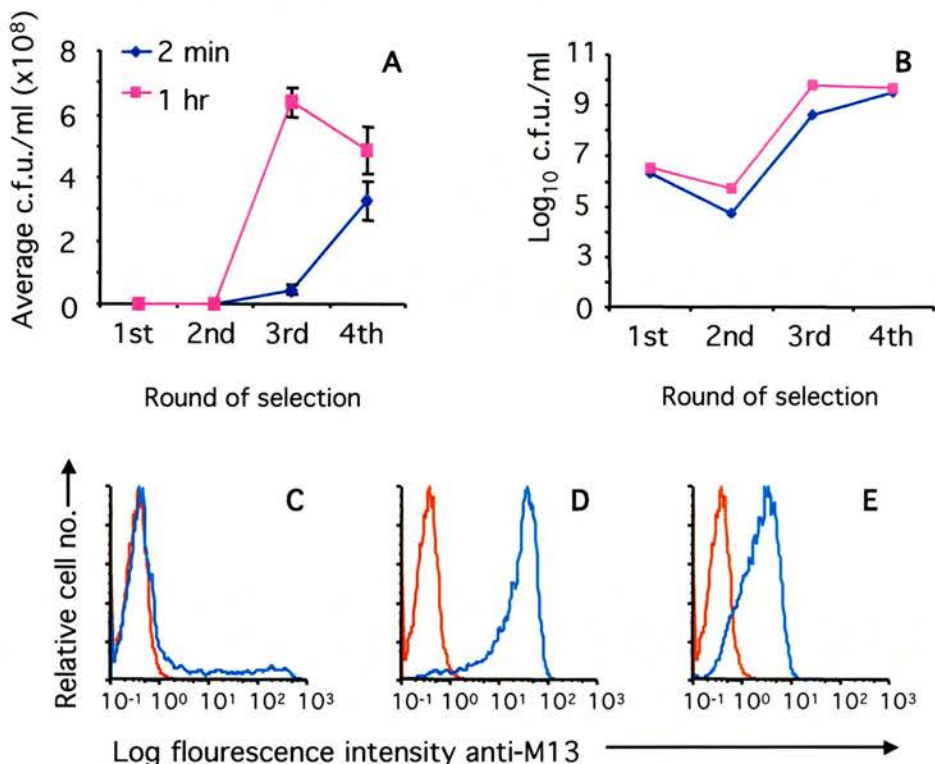 A
Average c.f.u./ml (x10⁸)
8
6
4
2
0
2 min
1 hr
1st 2nd 3rd 4th
Round of selection
B
Log₁₀ c.f.u./ml
11
9
7
5
3
0
1st 2nd 3rd 4th
Round of selection
Relative cell no.
C
10⁻¹ 10⁰ 10¹ 10² 10³
D
10⁻¹ 10⁰ 10¹ 10² 10³
E
10⁻¹ 10⁰ 10¹ 10² 10³
Log flourescence intensity anti-M13